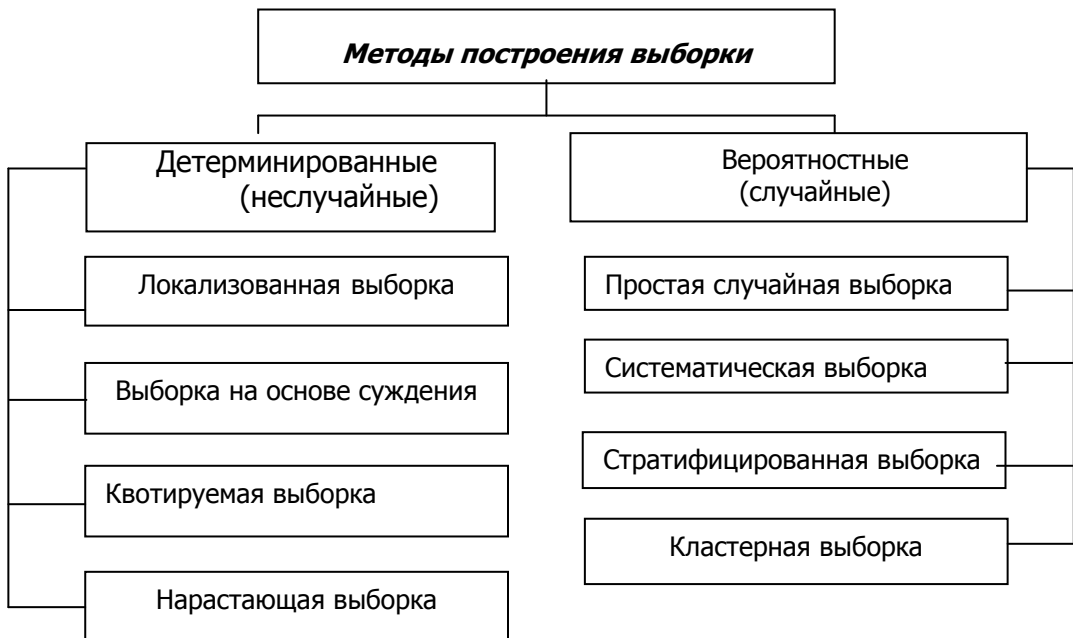 Методы построения выборки
Детерминированные
(неслучайные)
Вероятностные
(случайные)
Локализованная выборка
Выборка на основе суждения
Квотируемая выборка
Нарастающая выборка
Простая случайная выборка
Систематическая выборка
Стратифицированная выборка
Кластерная выборка